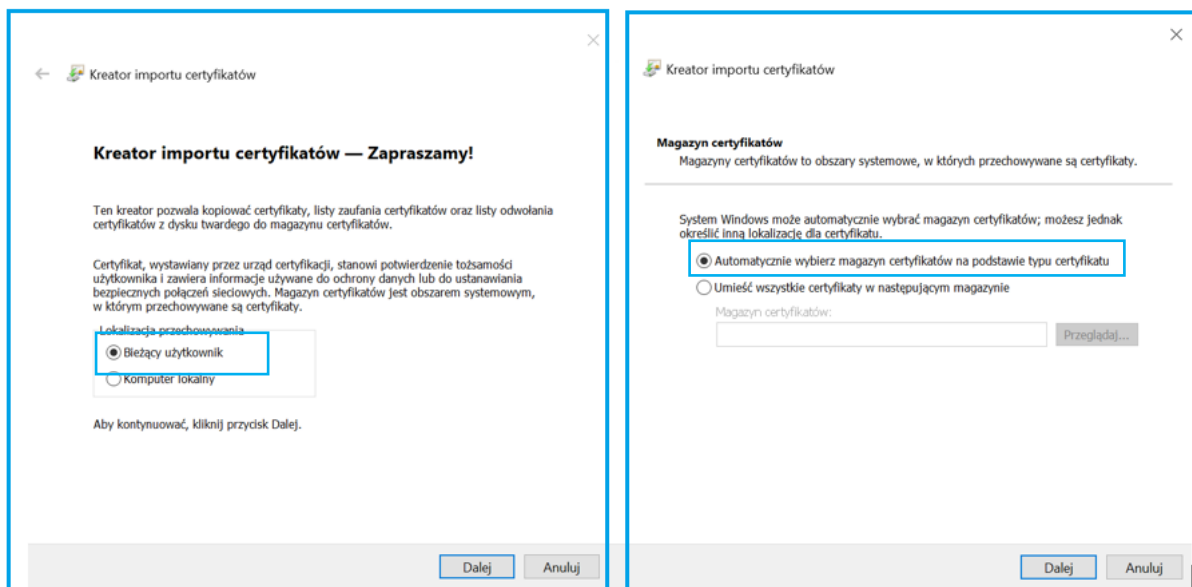 Kreator importu certyfikatów
Kreator importu certyfikatów — Zapraszamy!
Ten kreator pozwala kopiować certyfikaty, listy zaufania certyfikatów oraz listy odwołania
certyfikatów z dysku twardego do magazynu certyfikatów.
Certyfikat, wystawiany przez urząd certyfikacji, stanowi potwierdzenie tożsamości
użytkownika i zawiera informacje używane do ochrony danych lub do ustanawiania
bezpiecznych połączeń sieciowych. Magazyn certyfikatów jest obszarem systemowym,
w którym przechowywane są certyfikaty.
Lokalizacja przechowywania
Bieżący użytkownik
Komputer lokalny
Aby kontynuować, kliknij przycisk Dalej.
Dalej
Anuluj
Kreator importu certyfikatów
Magazyn certyfikatów
Magazyny certyfikatów to obszary systemowe, w których przechowywane są certyfikaty.
System Windows może automatycznie wybrać magazyn certyfikatów; możesz jednak
określić inną lokalizację dla certyfikatu.
Automatycznie wybierz magazyn certyfikatów na podstawie typu certyfikatu
Umieść wszystkie certyfikaty w następującym magazynie
Magazyn certyfikatów:
Przeglądaj...
Dalej
Anuluj